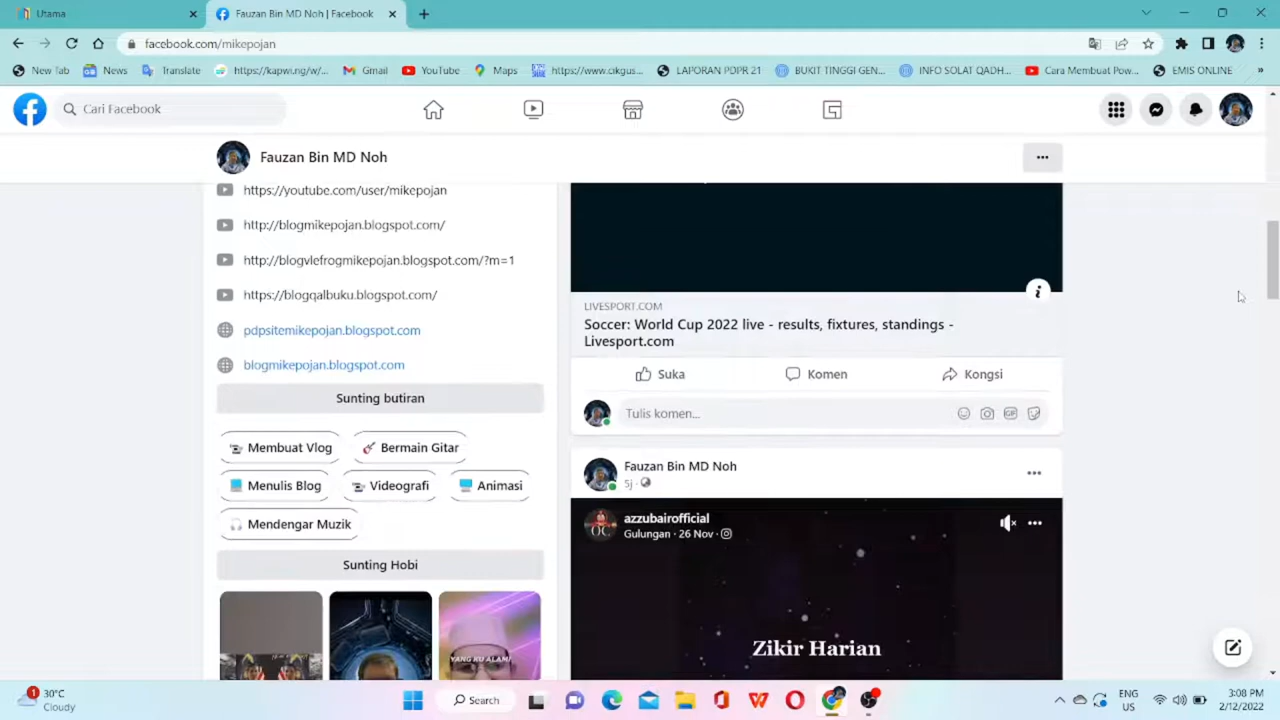 Utama
Fauzan Bin MD Noh | Facebook
facebook.com/mikepojan
New Tab
News
Translate
https://kapwi.ng/w/...
Gmail
YouTube
Maps
https://www.cikgus...
LAPORAN PDPR 21
BUKIT TINGGI GEN...
INFO SOLAT QADH...
Cara Membuat Pow...
EMIS ONLINE
»
Cari Facebook
Fauzan Bin MD Noh
https://youtube.com/user/mikepojan
http://blogmikepojan.blogspot.com/
http://blogvlefrogmikepojan.blogspot.com/?m=1
https://blogqalbuku.blogspot.com/
pdpsitemikepojan.blogspot.com
blogmikepojan.blogspot.com
Sunting butiran
Membuat Vlog
Bermain Gitar
Menulis Blog
Videografi
Animasi
Mendengar Muzik
Sunting Hobi
YANG KU ALAMI
LIVESPORT.COM
Soccer: World Cup 2022 live - results, fixtures, standings -
Livesport.com
Suka
Komen
Kongsi
Tulis komen...
GIF
Fauzan Bin MD Noh
5j ·
OC
azzubairofficial
Gulungan · 26 Nov ·
Zikir Harian
1
30°C
Cloudy
Search
ENG
US
3:08 PM
2/12/2022